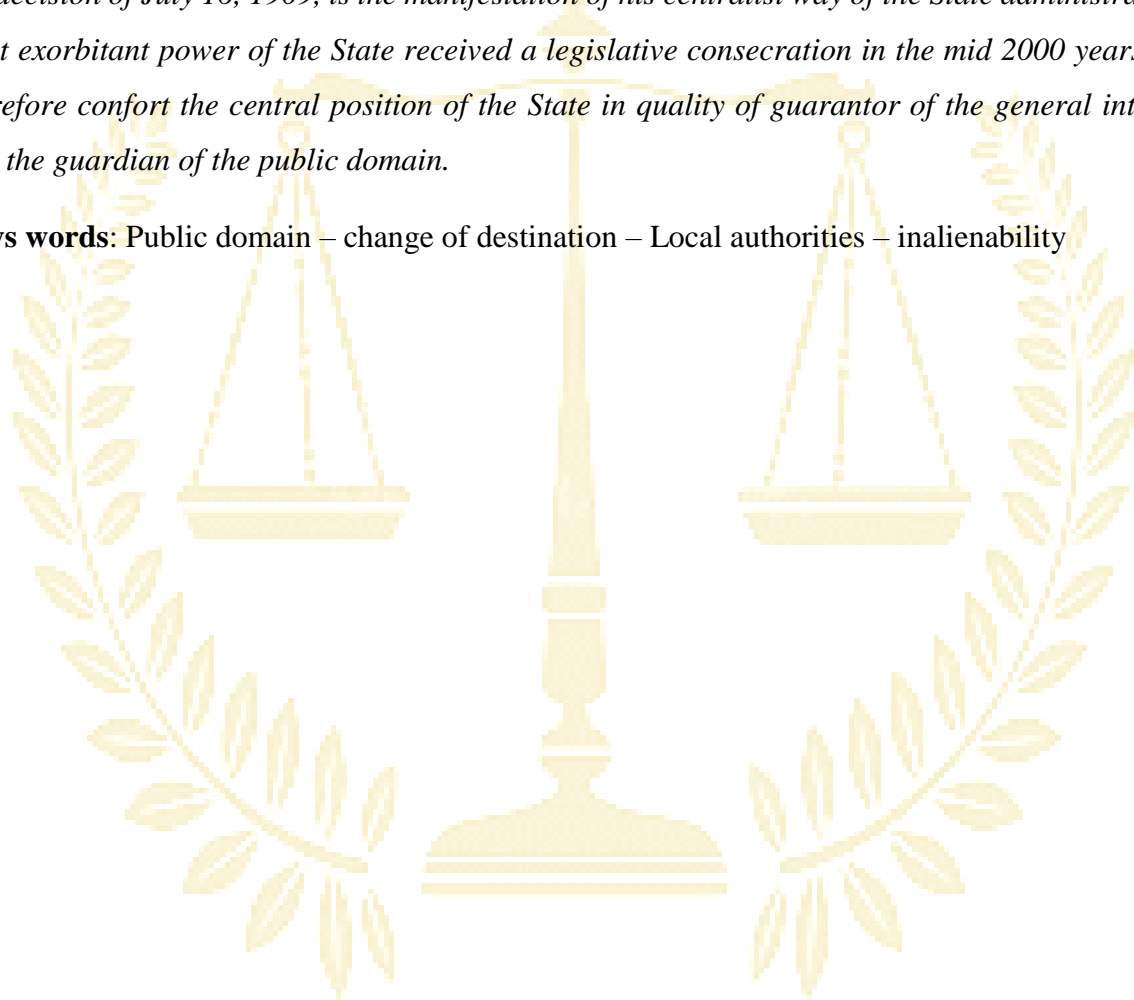 decision of July 16, 1909, is the manifestation of his centralist way of the State administra
t exorbitant power of the State received a legislative consecration in the mid 2000 years.
refore confort the central position of the State in quality of guarantor of the general int
the guardian of the public domain.
s words: Public domain – change of destination – Local authorities – inalienability